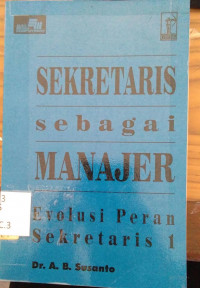 SEKRETARIS
sebagai
MANAJER
Evolusi Peran
Sekretaris 1
Dr. A. B. Susanto